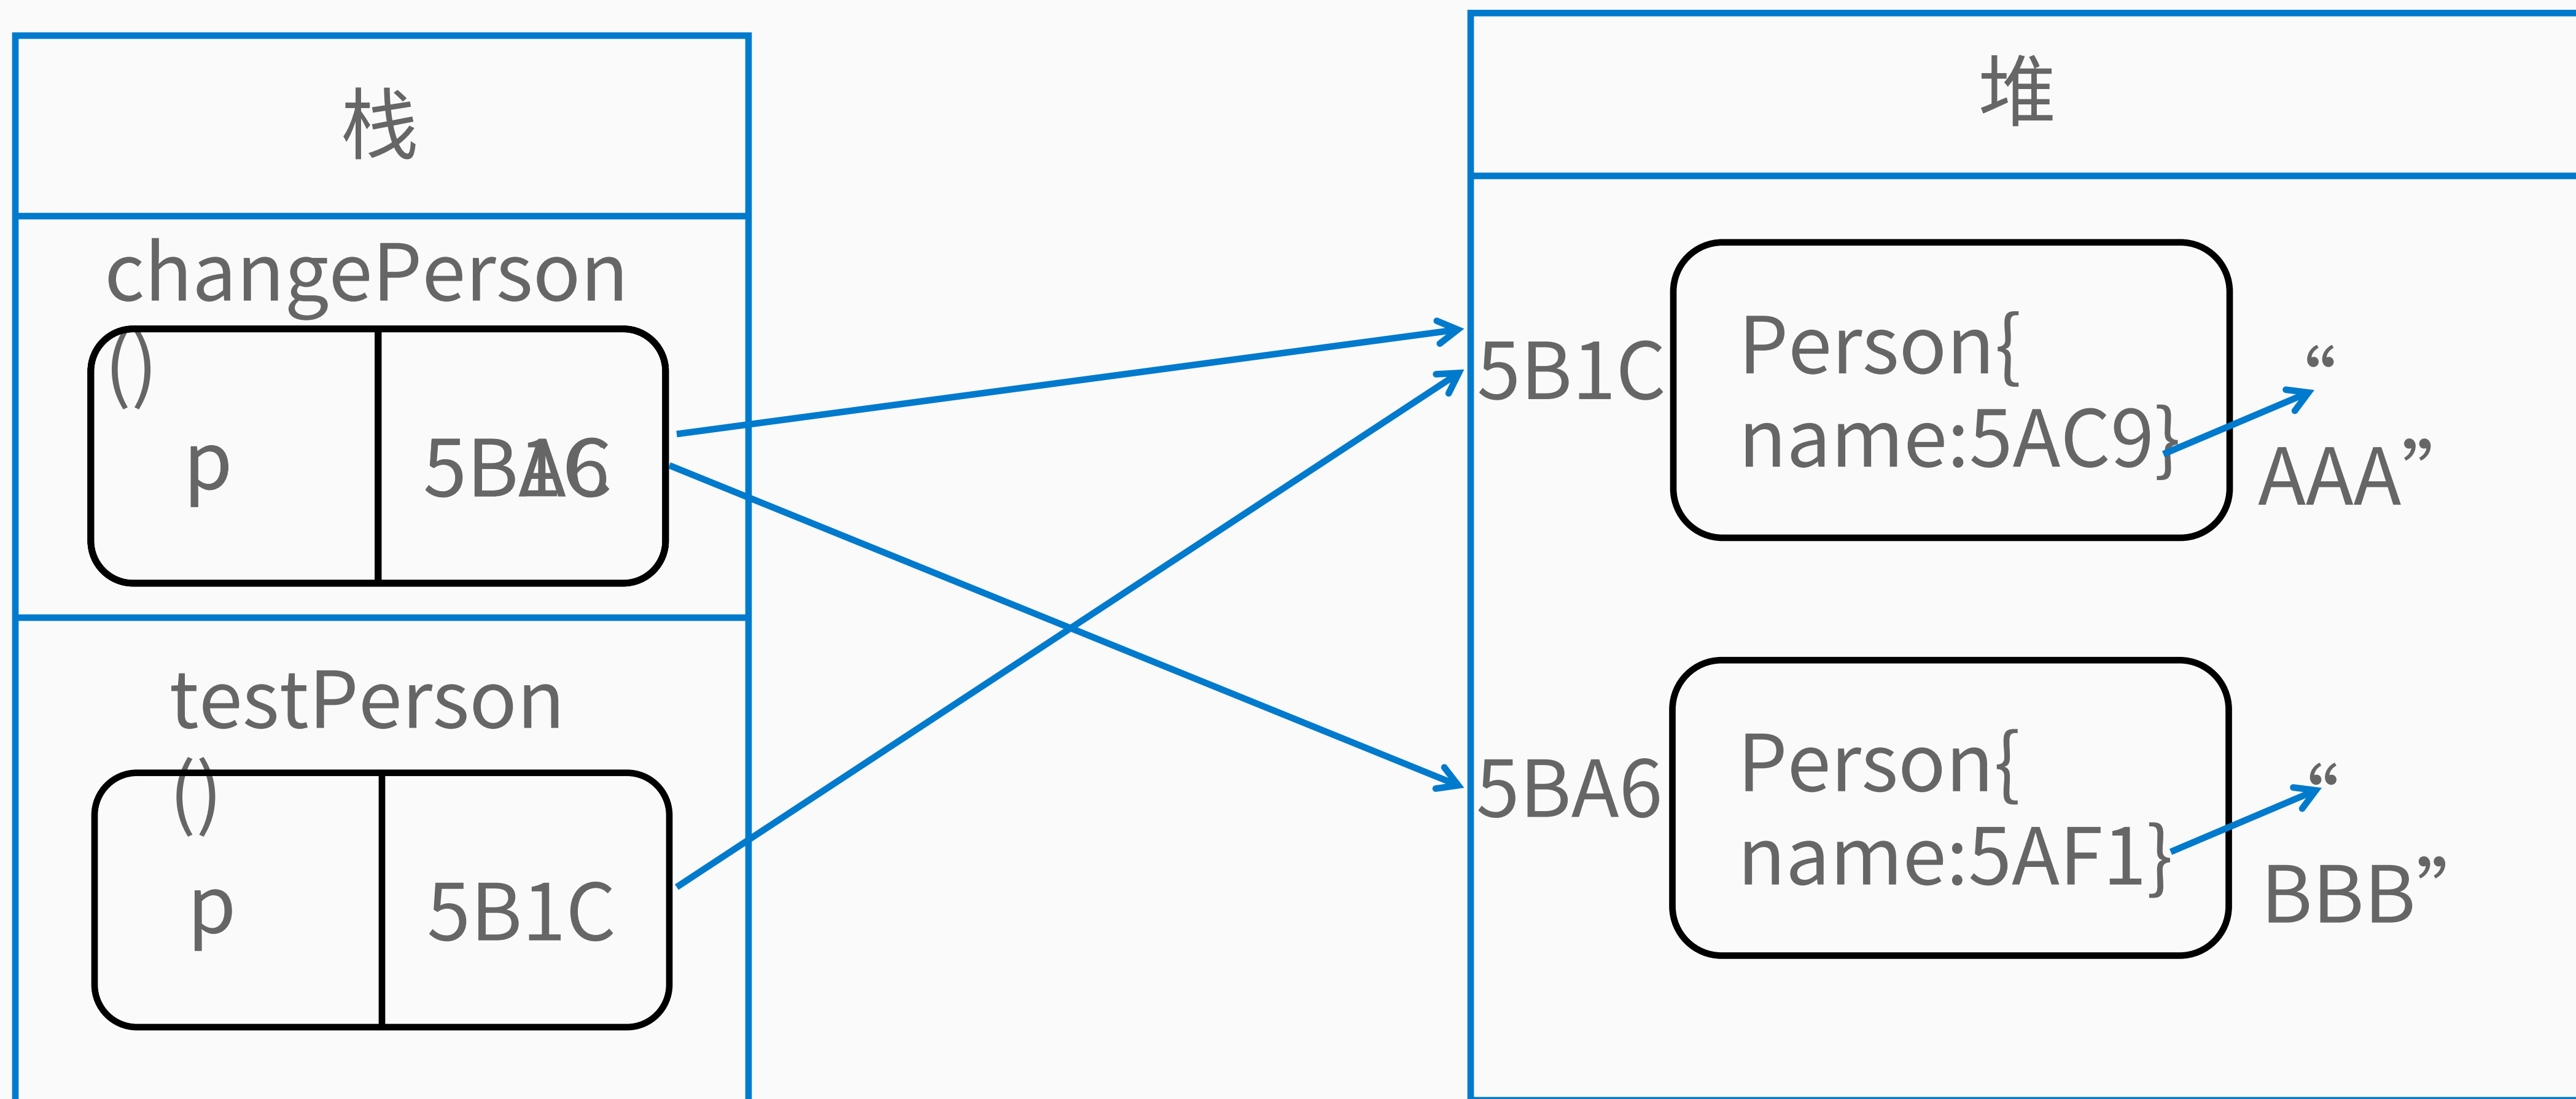 栈
堆
changePerson
()
p
testPerson
()
p
5B1C
5B1C
Person{
name:5AC9}
“
AAA”
5BA6
Person{
name:5AF1}
“
BBB”